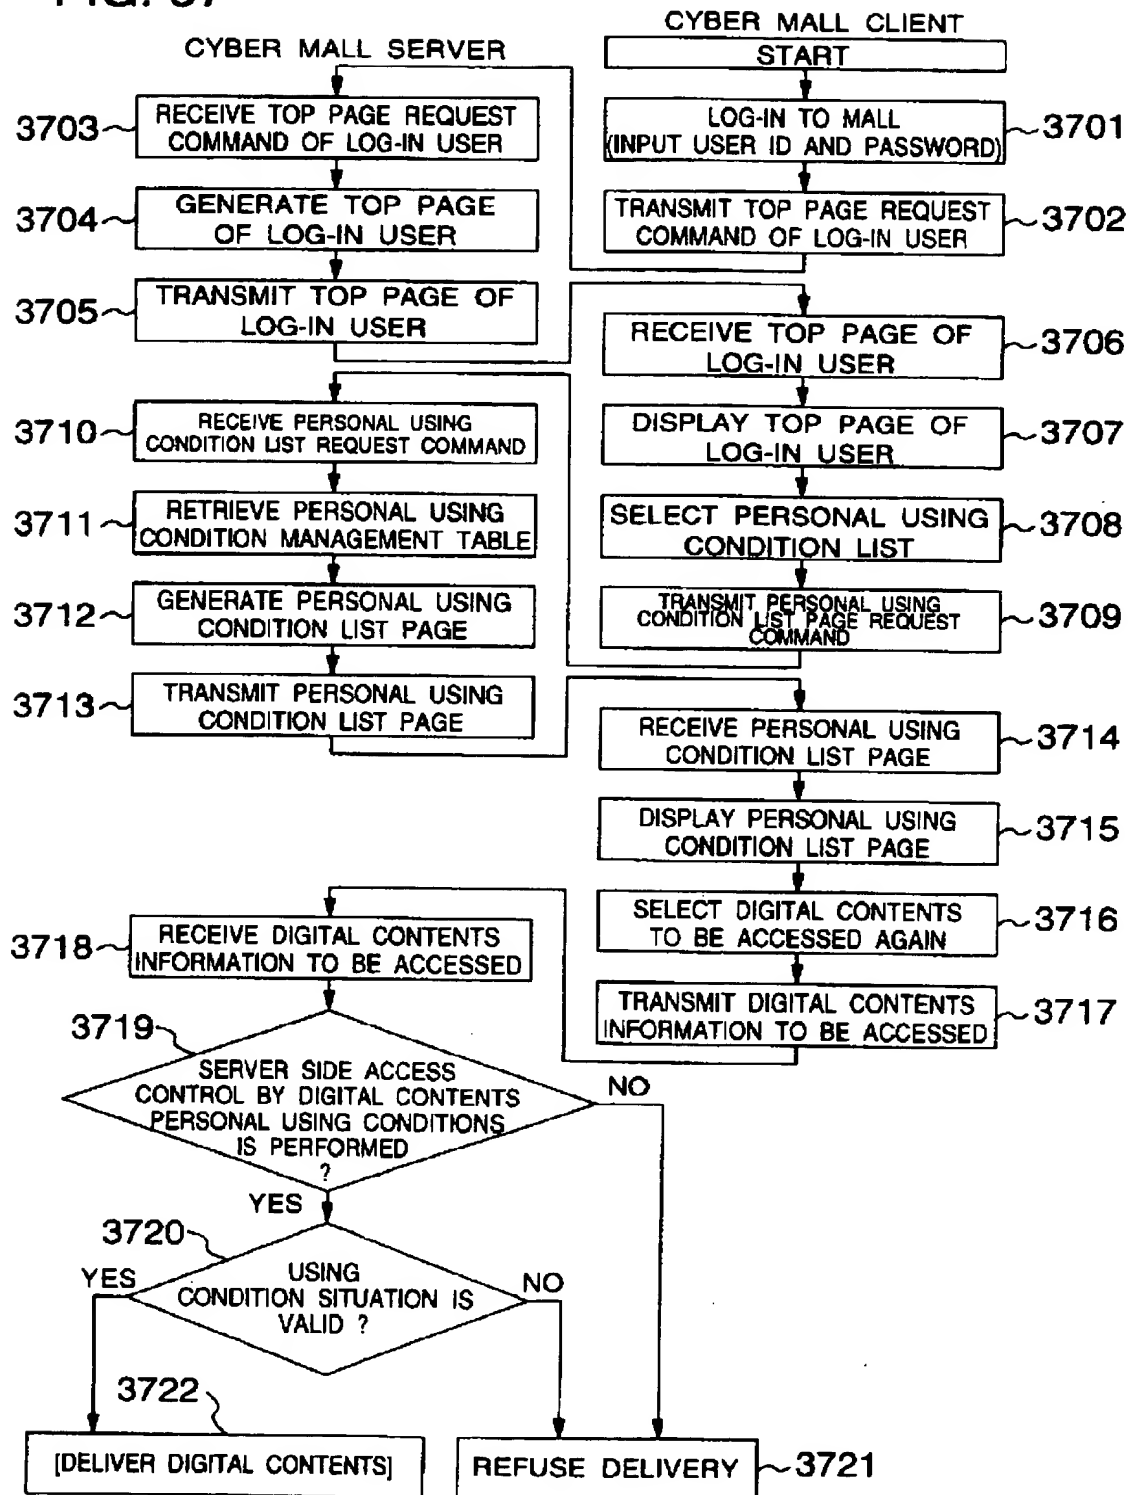 FIG. 37
CYBER MALL SERVER
CYBER MALL CLIENT
START
3701
LOG-IN TO MALL
(INPUT USER ID AND PASSWORD)
3702
TRANSMIT TOP PAGE REQUEST
COMMAND OF LOG-IN USER
3703
RECEIVE TOP PAGE REQUEST
COMMAND OF LOG-IN USER
3704
GENERATE TOP PAGE
OF LOG-IN USER
3705
TRANSMIT TOP PAGE OF
LOG-IN USER
RECEIVE TOP PAGE OF
LOG-IN USER
3706
DISPLAY TOP PAGE OF
LOG-IN USER
3707
SELECT PERSONAL USING
CONDITION LIST
3708
TRANSMIT PERSONAL USING
CONDITION LIST PAGE REQUEST
COMMAND
3709
3710
RECEIVE PERSONAL USING
CONDITION LIST REQUEST COMMAND
3711
RETRIEVE PERSONAL USING
CONDITION MANAGEMENT TABLE
3712
GENERATE PERSONAL USING
CONDITION LIST PAGE
3713
TRANSMIT PERSONAL USING
CONDITION LIST PAGE
RECEIVE PERSONAL USING
CONDITION LIST PAGE
3714
DISPLAY PERSONAL USING
CONDITION LIST PAGE
3715
SELECT DIGITAL CONTENTS
TO BE ACCESSED AGAIN
3716
TRANSMIT DIGITAL CONTENTS
INFORMATION TO BE ACCESSED
3717
3718
RECEIVE DIGITAL CONTENTS
INFORMATION TO BE ACCESSED
3719
SERVER SIDE ACCESS
CONTROL BY DIGITAL CONTENTS
PERSONAL USING CONDITIONS
IS PERFORMED
?
NO
YES
3720
USING
CONDITION SITUATION IS
VALID ?
YES
NO
3722
[DELIVER DIGITAL CONTENTS]
REFUSE DELIVERY
3721